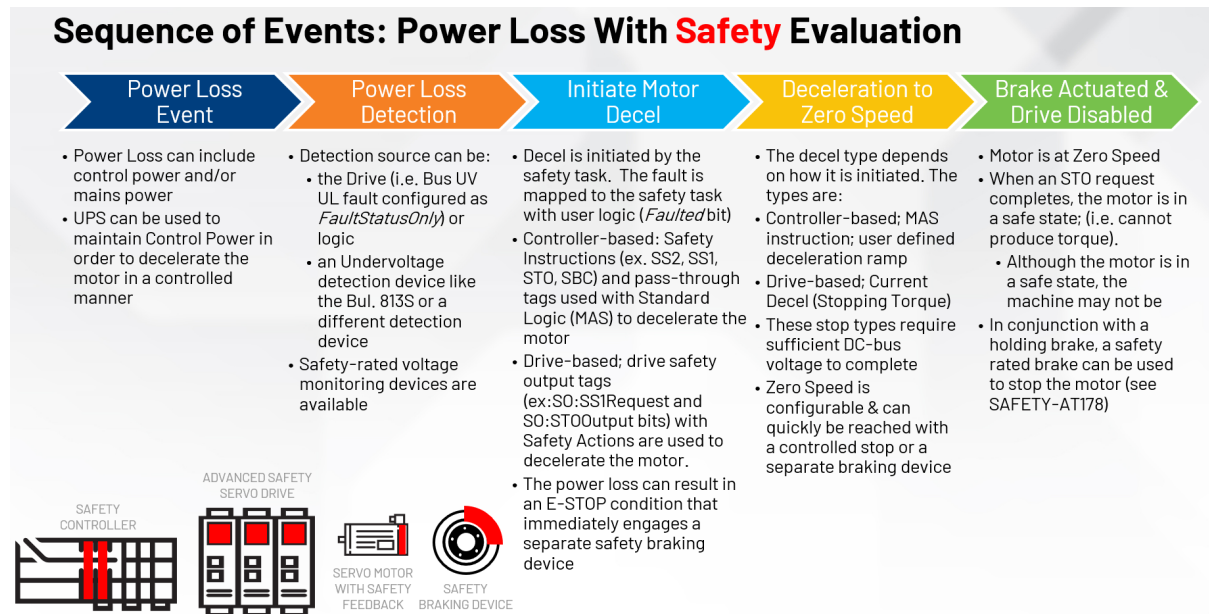 Sequence of Events: Power Loss With Safety Evaluation
Power Loss
Event
Power Loss
Detection
Initiate Motor
Decel
Deceleration to
Zero Speed
Brake Actuated &
Drive Disabled
• Power Loss can include
control power and/or
mains power
• UPS can be used to
maintain Control Power in
order to decelerate the
motor in a controlled
manner
• Detection source can be:
• the Drive (i.e. Bus UV
UL fault configured as
FaultStatusOnly) or
logic
• an Undervoltage
detection device like
the Bul. 813S or a
different detection
device
• Safety-rated voltage
monitoring devices are
available
• Decel is initiated by the
safety task. The fault is
mapped to the safety task
with user logic (Faulted bit)
• Controller-based: Safety
Instructions (ex. SS2, SS1,
STO, SBC) and pass-through
tags used with Standard
Logic (MAS) to decelerate the
motor
• Drive-based; drive safety
output tags
(ex:SO:SS1Request and
SO:STOOutput bits) with
Safety Actions are used to
decelerate the motor.
• The power loss can result in
an E-STOP condition that
immediately engages a
separate safety braking
device
• The decel type depends
on how it is initiated. The
types are:
• Controller-based; MAS
instruction; user defined
deceleration ramp
• Drive-based; Current
Decel (Stopping Torque)
• These stop types require
sufficient DC-bus
voltage to complete
• Zero Speed is
configurable & can
quickly be reached with
a controlled stop or a
separate braking device
• Motor is at Zero Speed
• When an STO request
completes, the motor is in
a safe state; (i.e. cannot
produce torque).
• Although the motor is in
a safe state, the
machine may not be
• In conjunction with a
holding brake, a safety
rated brake can be used
to stop the motor (see
SAFETY-AT178)
SAFETY
CONTROLLER
ADVANCED SAFETY
SERVO DRIVE
SERVO MOTOR
WITH SAFETY
FEEDBACK
SAFETY
BRAKING DEVICE